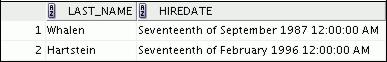 LAST_NAME HIREDATE
1 Whalen Seventeenth of September 1987 12:00:00 AM
2 Hartstein Seventeenth of February 1996 12:00:00 AM